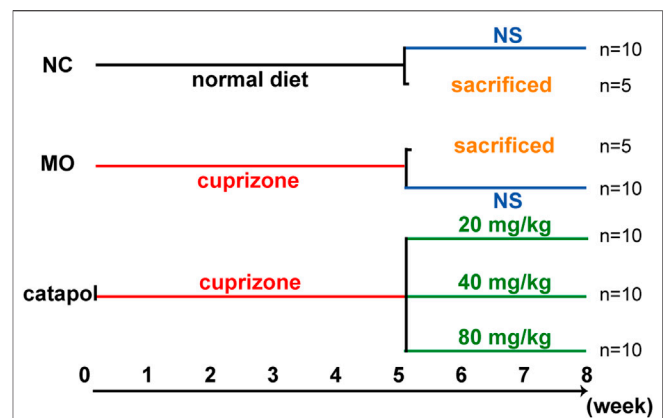 NS
NC
n=10
normal diet
sacrificed
n=5
sacrificed
n=5
MO
cuprizone
n=10
NS
20 mg/kg
n=10
cuprizone
40 mg/kg
catapol
n=10
80 mg/kg
n=10
0 1 2 3 4 5 6 7 8
(week)